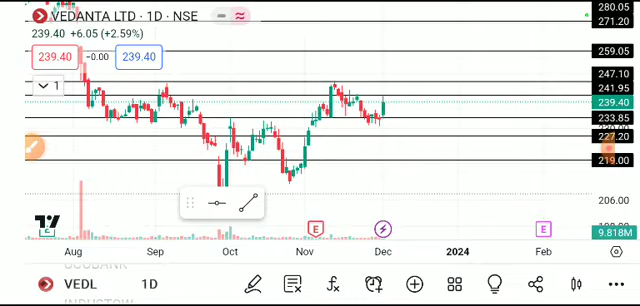 280.05
VEDANTA LTD · 1D · NSE
271.20
239.40 +6.05 (+2.59%)
239.40 −0.00 239.40
259.05
1
247.10
241.95
239.40
233.85
227.20
219.00
206.00
E E E
9.818M
Aug Sep Oct Nov Dec 2024 Feb
VEDL 1D